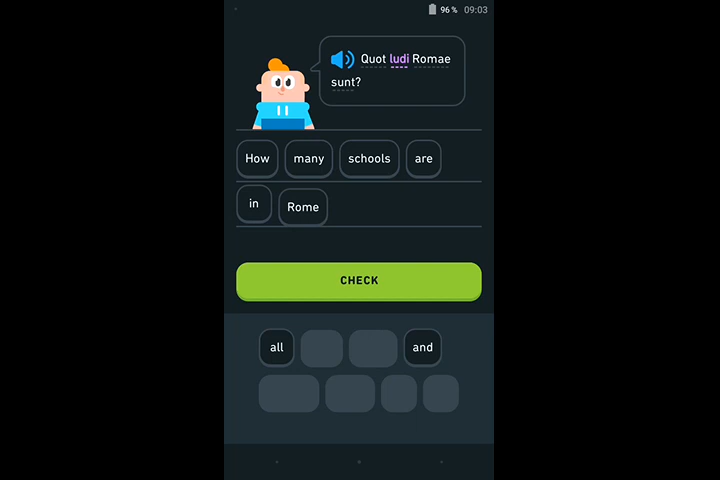 96 % 09:03
Quot ludi Romae
sunt?
How many schools are
in Rome
CHECK
all and